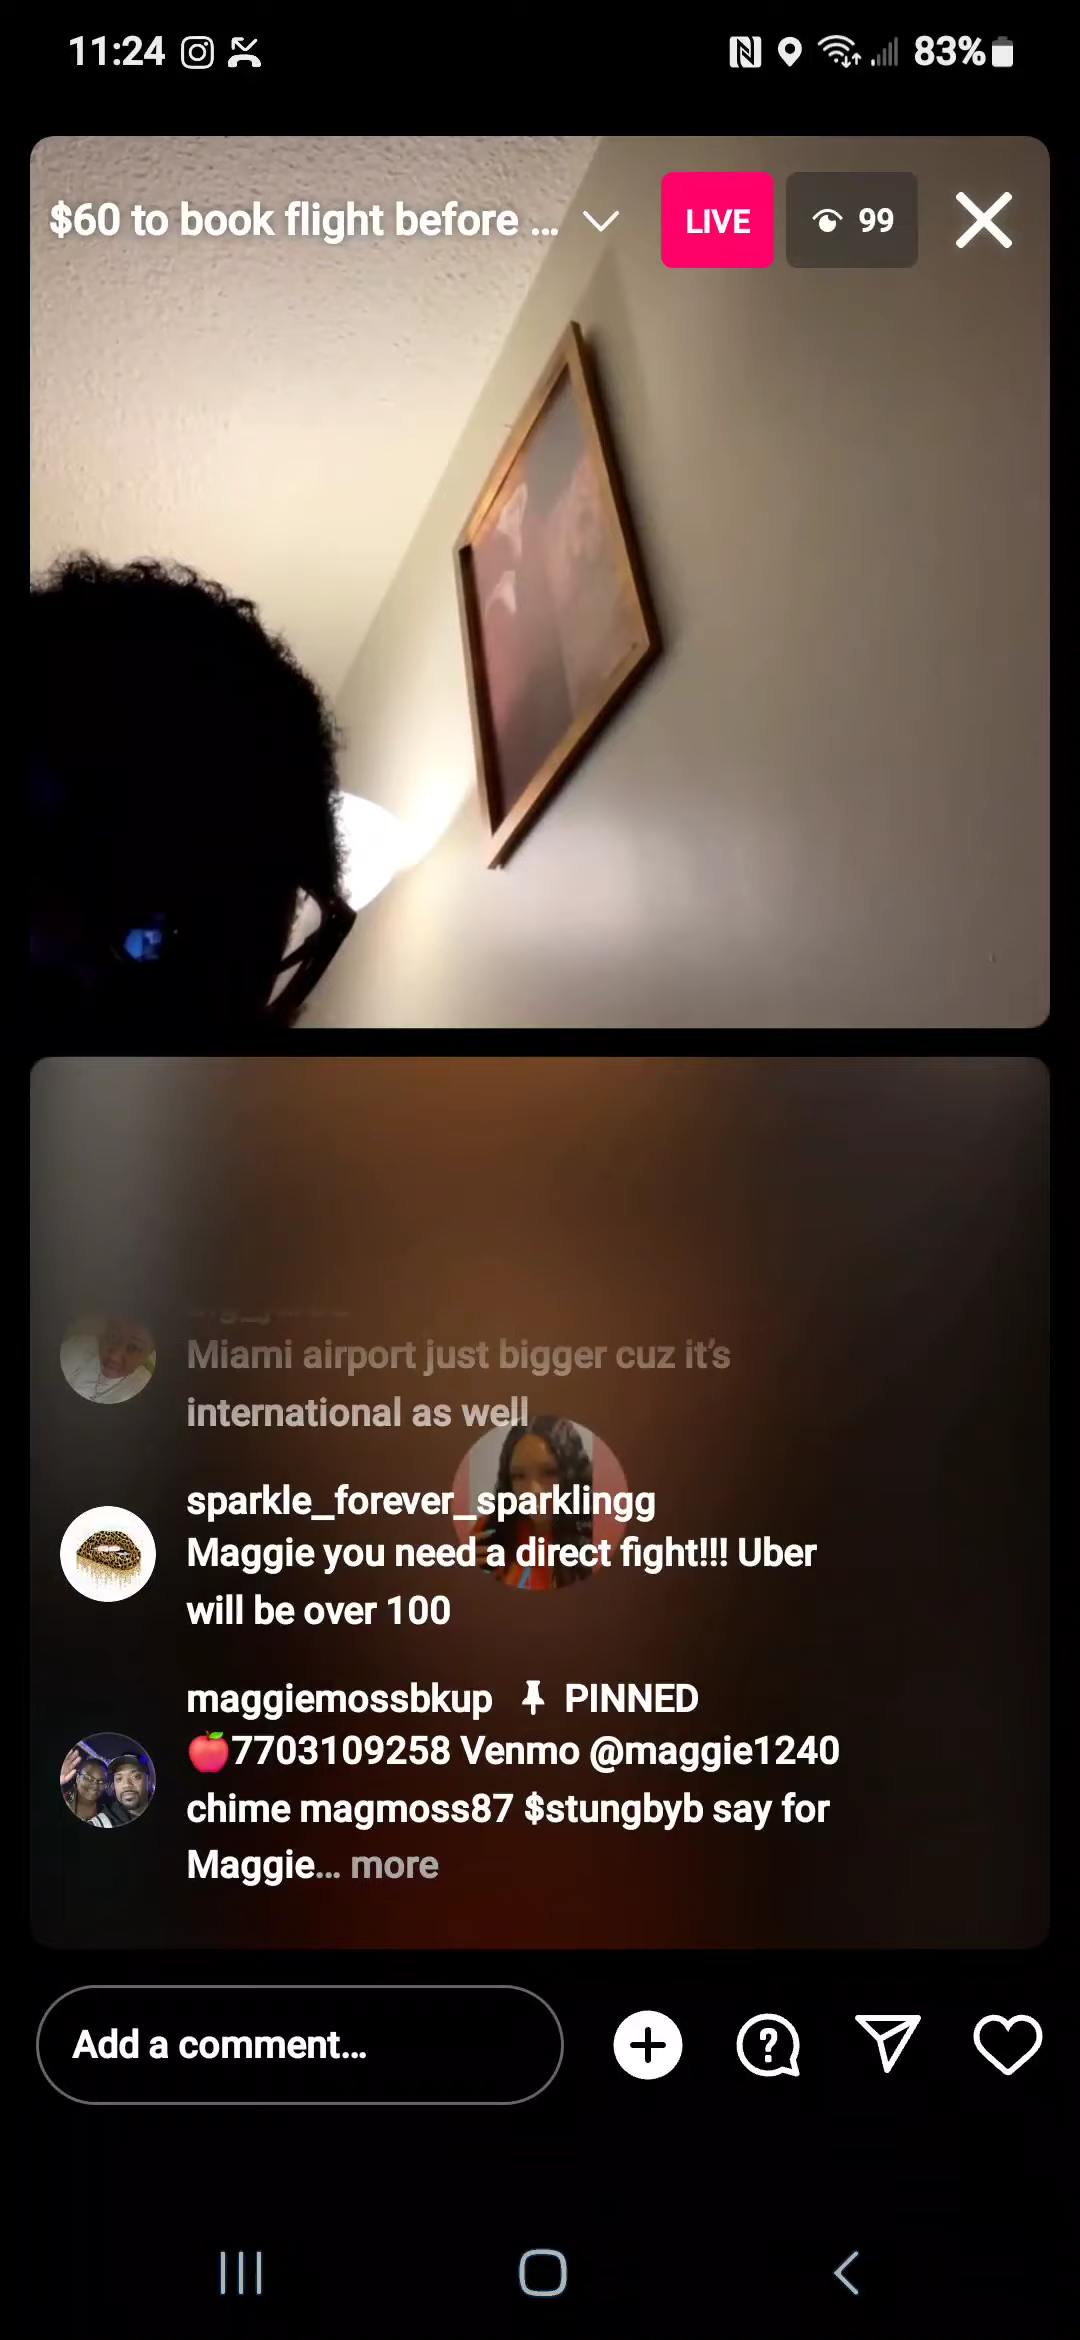 11:24
83%
$60 to book flight before ...
LIVE
99
Miami airport just bigger cuz it’s
international as well
sparkle_forever_sparklingg
Maggie you need a direct fight!!! Uber
will be over 100
maggiemossbkup PINNED
🍎7703109258 Venmo @maggie1240
chime magmoss87 $stungbyb say for
Maggie... more
Add a comment...